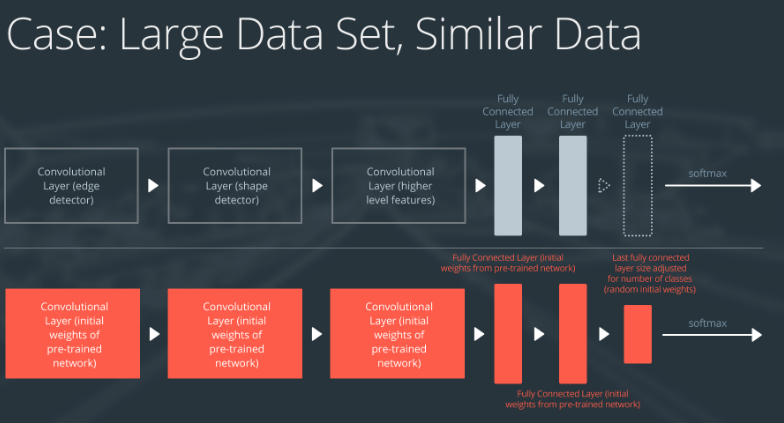 Case: Large Data Set, Similar Data
Fully
Connected
Layer
Fully
Connected
Layer
Fully
Connected
Layer
Convolutional
Layer (edge
detector)
Convolutional
Layer (shape
detector)
Convolutional
Layer (higher
level features)
softmax
Fully Connected Layer (initial
weights from pre-trained network)
Last fully connected
layer size adjusted
for number of classes
(random initial weights)
Convolutional
Layer (initial
weights of
pre-trained
network)
Convolutional
Layer (initial
weights of
pre-trained
network)
Convolutional
Layer (initial
weights of
pre-trained
network)
softmax
Fully Connected Layer (initial
weights from pre-trained network)